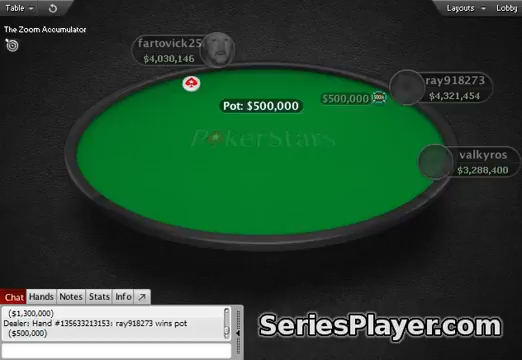 Table
Layouts
Lobby
The Zoom Accumulator
fartovick25
$4,030,146
ray918273
$4,321,454
$500,000
Pot: $500,000
PokerStars
valkyros
$3,288,400
Chat Hands Notes Stats Info
($1,300,000)
Dealer: Hand #135633213153: ray918273 wins pot
($500,000)
SeriesPlayer.com